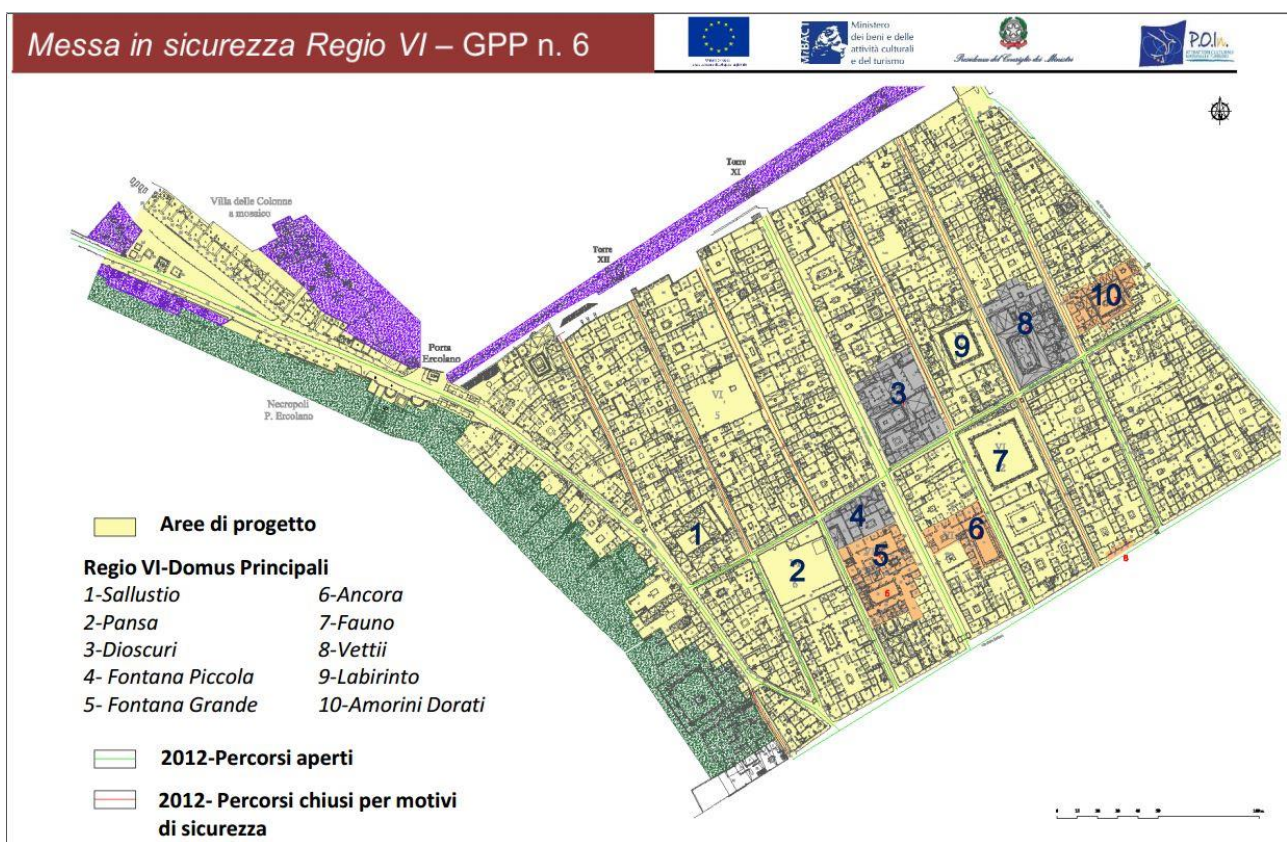 Messa in sicurezza Regio VI – GPP n. 6
MiBACT
Ministero
dei beni e delle
attività culturali
e del turismo
Presidenza del Consiglio dei Ministri
P.O.In.
Torre
XI
Villa delle Colonne
a mosaico
Torre
XII
Porta
Ercolano
Necropoli
P. Ercolano
10
8
9
3
7
VI
5
4
6
1
5
2
6
8
Aree di progetto
Regio VI-Domus Principali
1-Sallustio
2-Pansa
3-Dioscuri
4- Fontana Piccola
5- Fontana Grande
6-Ancora
7-Fauno
8-Vettii
9-Labirinto
10-Amorini Dorati
2012-Percorsi aperti
2012- Percorsi chiusi per motivi
di sicurezza